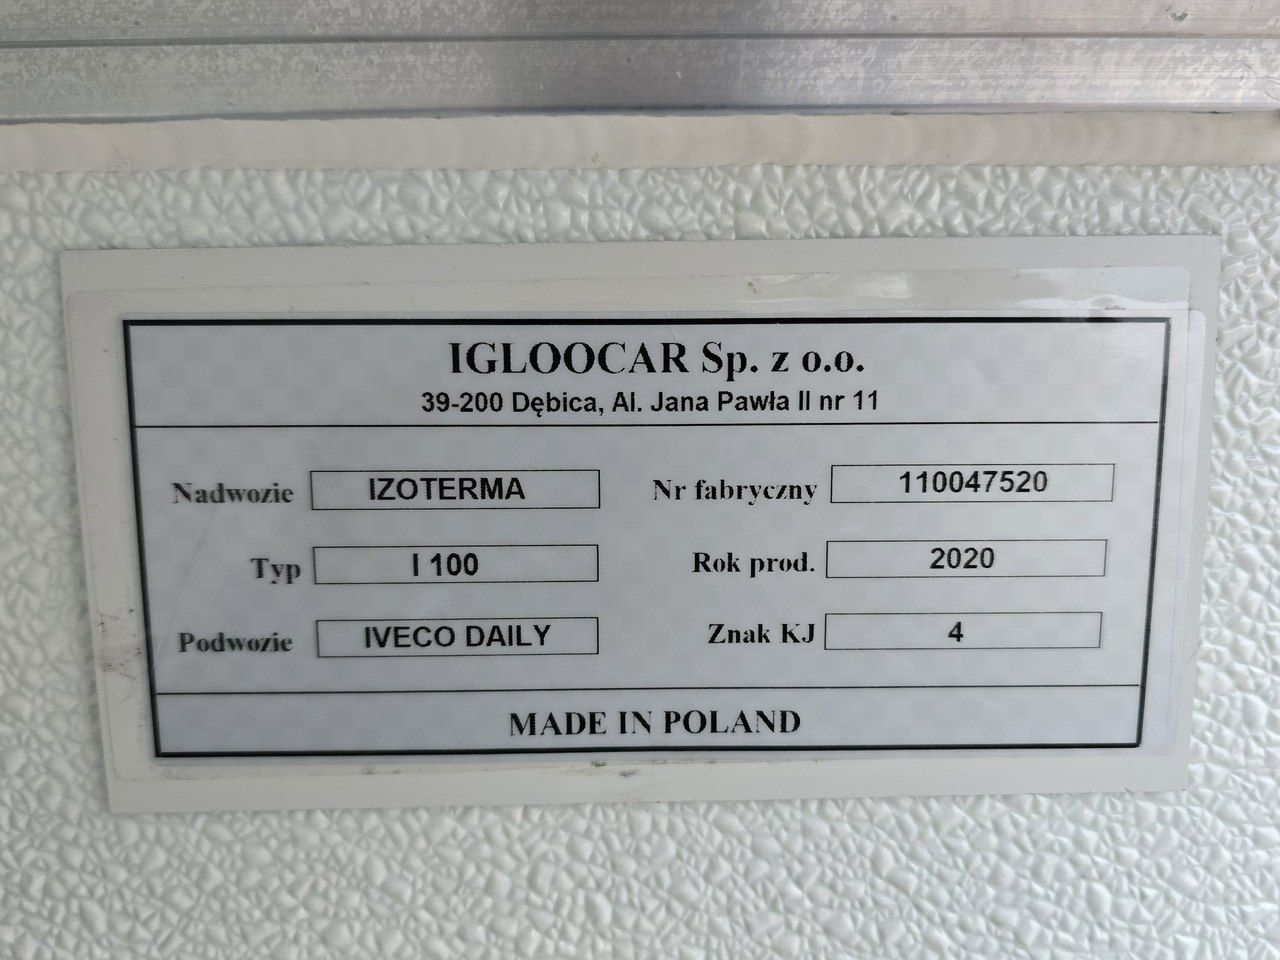 IGLOOCAR Sp. z o.o.
39-200 Dębica, Al. Jana Pawła II nr 11
Nadwozie IZOTERMA Nr fabryczny 110047520
Typ I 100 Rok prod. 2020
Podwozie IVECO DAILY Znak KJ 4
MADE IN POLAND